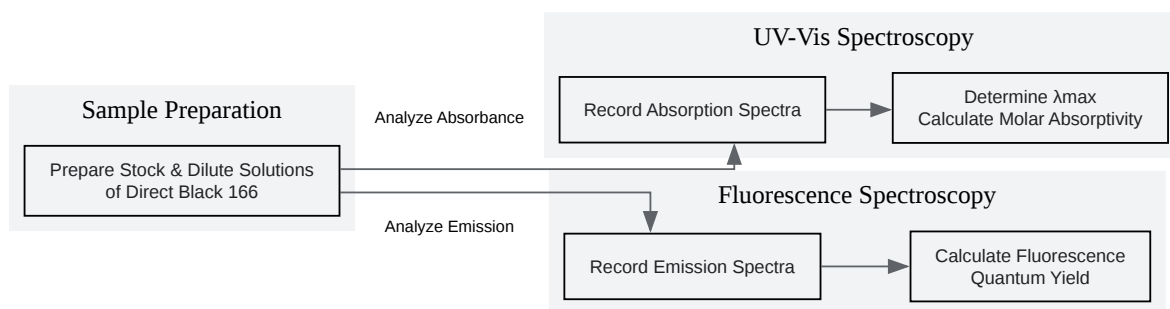 Sample Preparation
Prepare Stock & Dilute Solutions
of Direct Black 166
Analyze Absorbance
Analyze Emission
UV-Vis Spectroscopy
Record Absorption Spectra
Determine λmax
Calculate Molar Absorptivity
Fluorescence Spectroscopy
Record Emission Spectra
Calculate Fluorescence
Quantum Yield